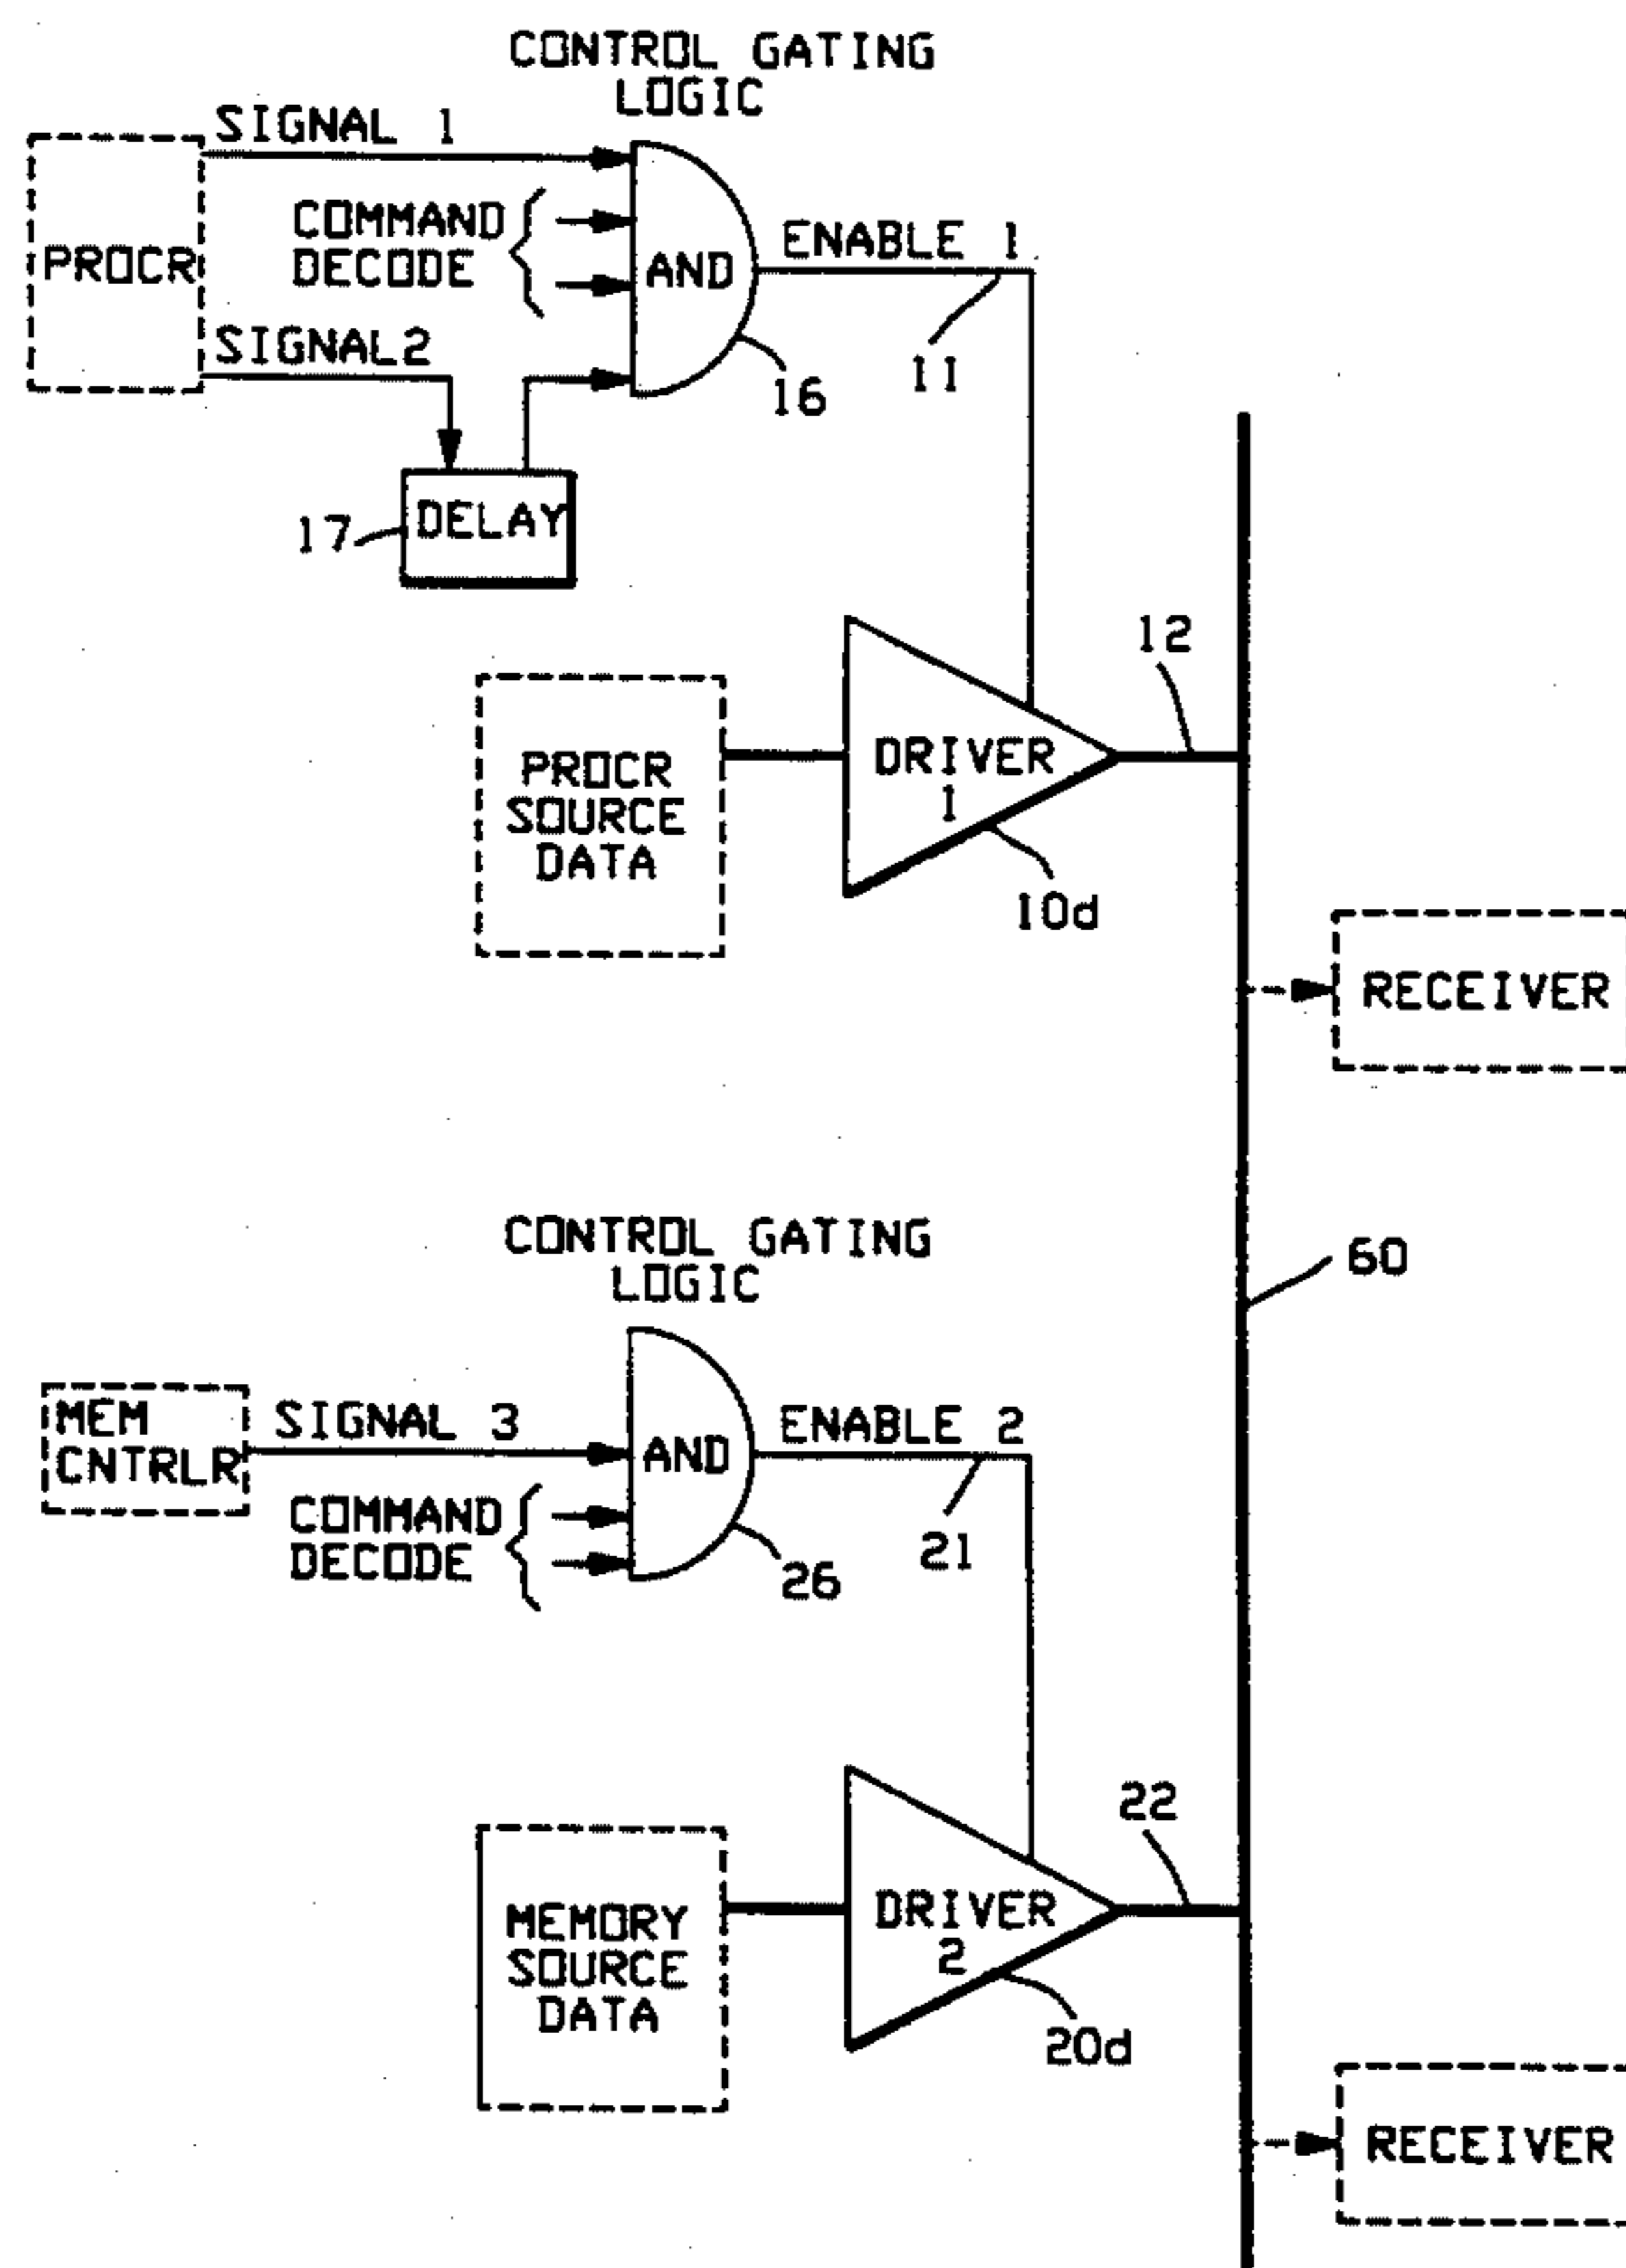 CONTROL GATING
LOGIC
SIGNAL 1
COMMAND
DECODE
PROCR
AND
ENABLE 1
SIGNAL2
11
16
DELAY
17
12
DRIVER
1
PROCR
SOURCE
DATA
10d
RECEIVER
CONTROL GATING
LOGIC
60
MEM
CNTRLR
SIGNAL 3
AND
ENABLE 2
COMMAND
DECODE
21
26
22
DRIVER
2
MEMORY
SOURCE
DATA
20d
RECEIVER